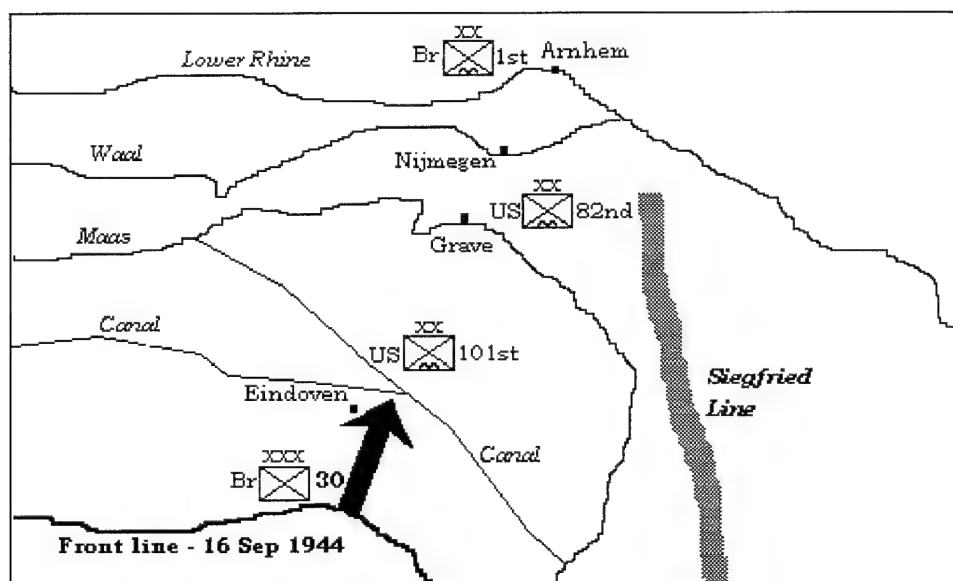 XX
Br 1st Arnhem
Lower Rhine
Waal
Nijmegen
XX
US 82nd
Maas
Grave
Canal
XX
US 101st
Siegfried
Line
Eindoven
Canal
XXX
Br 30
Front line - 16 Sep 1944